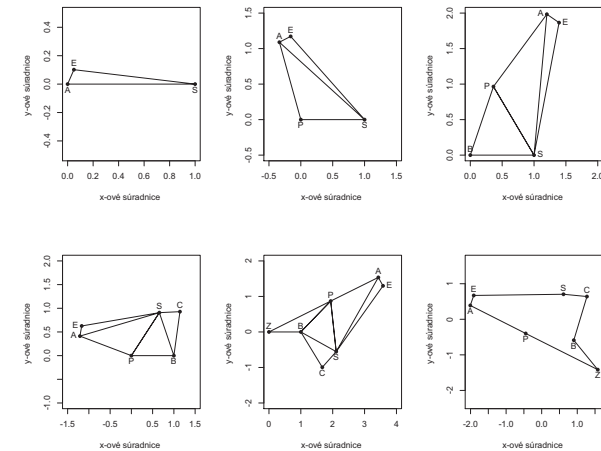 E
A S
-0.4 -0.2 0.0 0.2 0.4
0.0 0.2 0.4 0.6 0.8 1.0
x-ové súradnice
y-ové súradnice
E
A
P S
-0.5 0.0 0.5 1.0 1.5
-0.5 0.0 0.5 1.0 1.5
x-ové súradnice
y-ové súradnice
A
E
P
B S
0.0 0.5 1.0 1.5 2.0
0.0 0.5 1.0 1.5 2.0
x-ové súradnice
y-ové súradnice
S C
E
A
P B
-1.0 0.0 0.5 1.0 1.5 2.0
-1.5 -0.5 0.0 0.5 1.0 1.5
x-ové súradnice
y-ové súradnice
A
E
P
Z B
S
C
-2 -1 0 1 2
0 1 2 3 4
x-ové súradnice
y-ové súradnice
E S C
A
P
B
Z
-2 -1 0 1
-2.0 -1.0 0.0 1.0
x-ové súradnice
y-ové súradnice